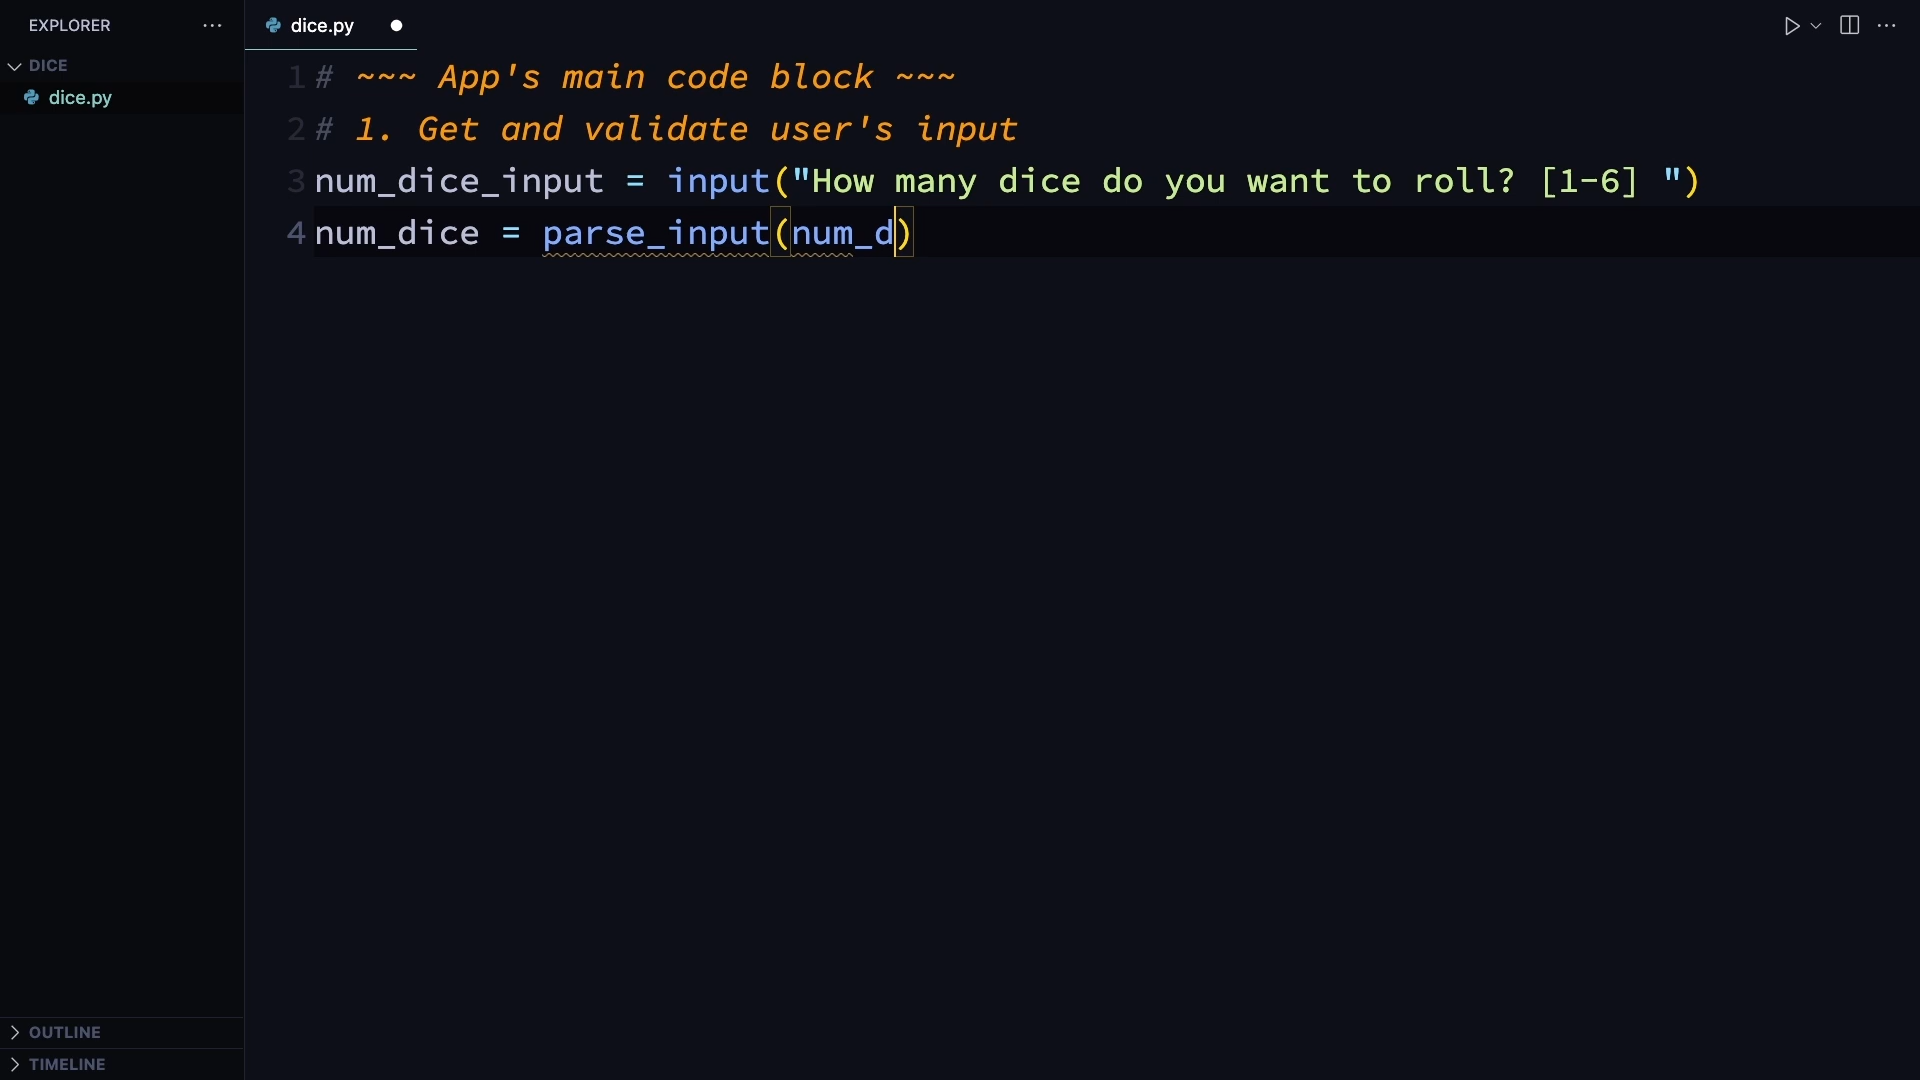 EXPLORER
dice.py
DICE
dice.py
1 # ~~~ App's main code block ~~~
2 # 1. Get and validate user's input
3 num_dice_input = input("How many dice do you want to roll? [1-6] ")
4 num_dice = parse_input(num_d)
OUTLINE
TIMELINE